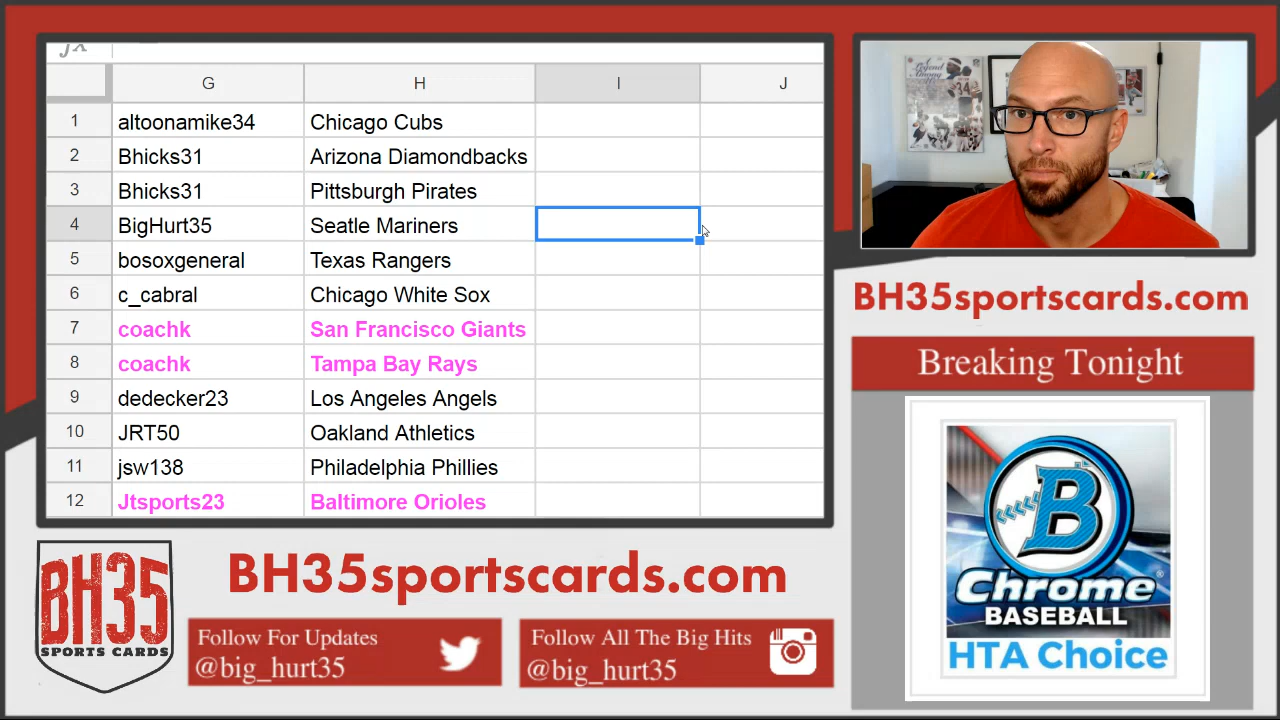 G H I J
1 altoonamike34 Chicago Cubs
2 Bhicks31 Arizona Diamondbacks
3 Bhicks31 Pittsburgh Pirates
4 BigHurt35 Seatle Mariners
5 bosoxgeneral Texas Rangers
6 c_cabral Chicago White Sox
7 coachk San Francisco Giants
8 coachk Tampa Bay Rays
9 dedecker23 Los Angeles Angels
10 JRT50 Oakland Athletics
11 jsw138 Philadelphia Phillies
12 Jtsports23 Baltimore Orioles
34
BH35sportscards.com
Breaking Tonight
B
Chrome
BASEBALL
HTA Choice
BH35
SPORTS CARDS
BH35sportscards.com
Follow For Updates
@big_hurt35
Follow All The Big Hits
@big_hurt35